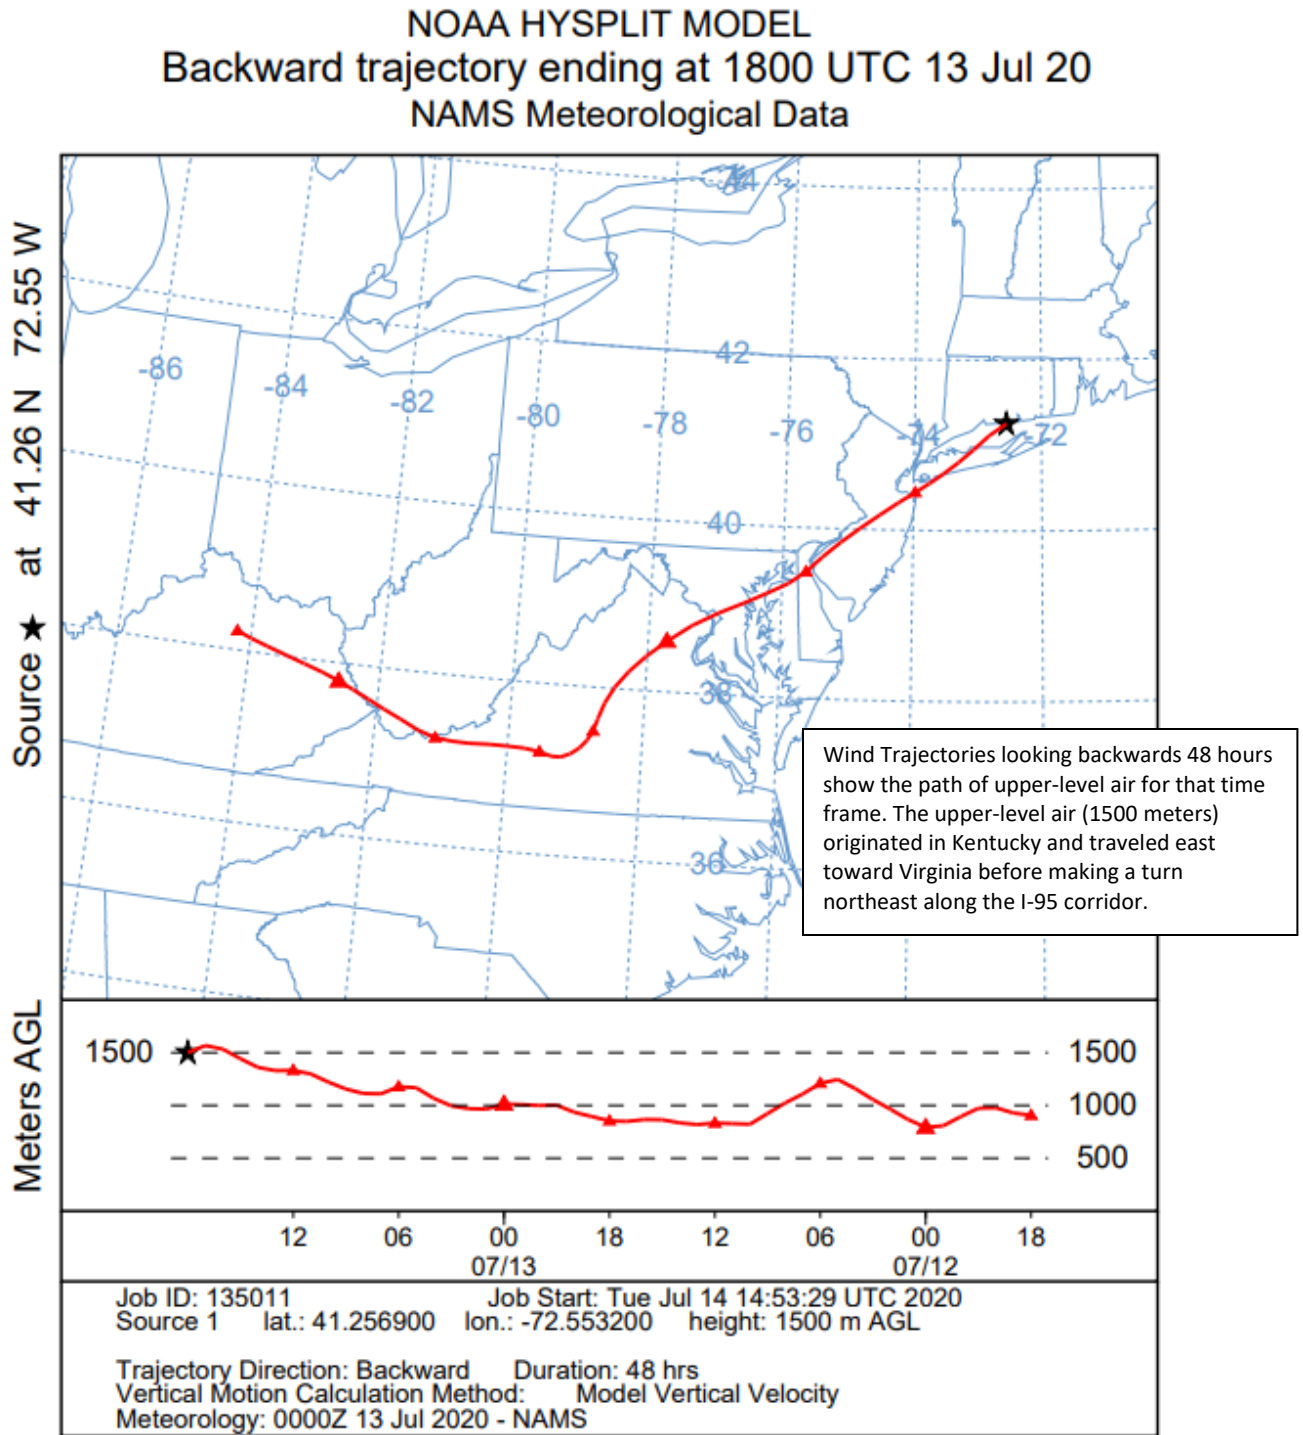 NOAA HYSPLIT MODEL
Backward trajectory ending at 1800 UTC 13 Jul 20
NAMS Meteorological Data
Source ★ at 41.26 N 72.55 W
44
-86
-84
-82
-80
-78
-76
-74
-72
42
40
38
36
Wind Trajectories looking backwards 48 hours
show the path of upper-level air for that time
frame. The upper-level air (1500 meters)
originated in Kentucky and traveled east
toward Virginia before making a turn
northeast along the I-95 corridor.
Meters AGL
1500
1500
1000
500
12 06 00 18 12 06 00 18
07/13 07/12
Job ID: 135011 Job Start: Tue Jul 14 14:53:29 UTC 2020
Source 1 lat.: 41.256900 lon.: -72.553200 height: 1500 m AGL
Trajectory Direction: Backward Duration: 48 hrs
Vertical Motion Calculation Method: Model Vertical Velocity
Meteorology: 0000Z 13 Jul 2020 - NAMS